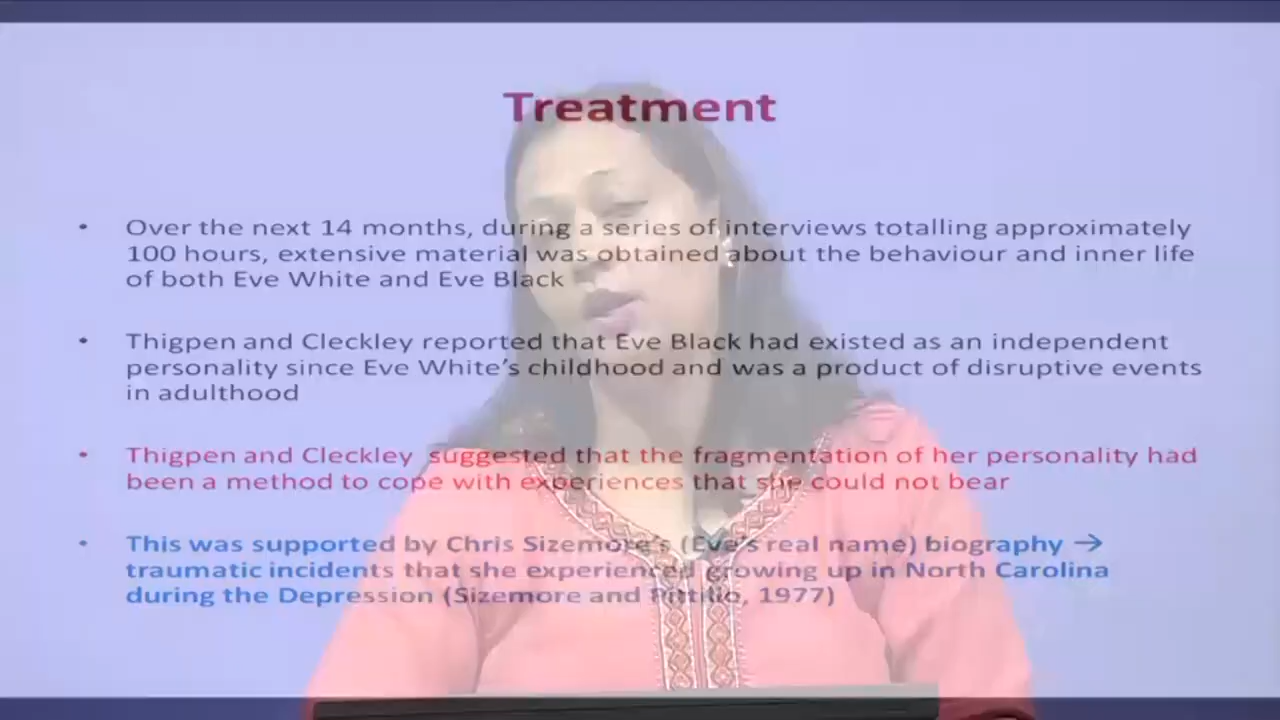 Treatment
• Over the next 14 months, during a series of interviews totalling approximately
100 hours, extensive material was obtained about the behaviour and inner life
of both Eve White and Eve Black
• Thigpen and Cleckley reported that Eve Black had existed as an independent
personality since Eve White's childhood and was a product of disruptive events
in adulthood
• Thigpen and Cleckley suggested that the fragmentation of her personality had
been a method to cope with experiences that she could not bear
• This was supported by Chris Sizemore's (Eve's real name) biography →
traumatic incidents that she experienced growing up in North Carolina
during the Depression (Sizemore and Pittillo, 1977)